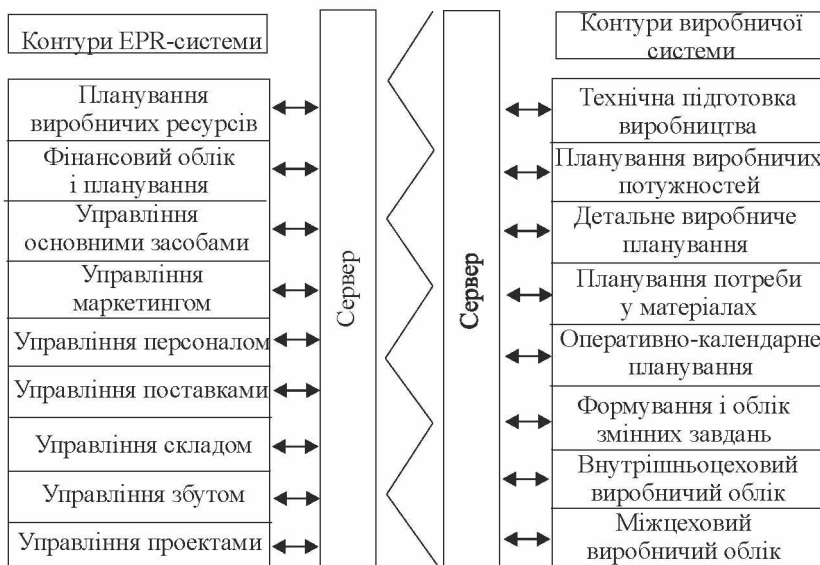 Контури EPR-системи
Планування
виробничих ресурсів
Фінансовий облік
і планування
Управління
основними засобами
Управління
маркетингом
Управління персоналом
Управління поставками
Управління складом
Управління збутом
Управління проектами
Сервер
Сервер
Контури виробничої
системи
Технічна підготовка
виробництва
Планування виробничих
потужностей
Детальне виробниче
планування
Планування потреби
у матеріалах
Оперативно-календарне
планування
Формування і облік
змінних завдань
Внутрішньоцеховий
виробничий облік
Міжцеховий
виробничий облік